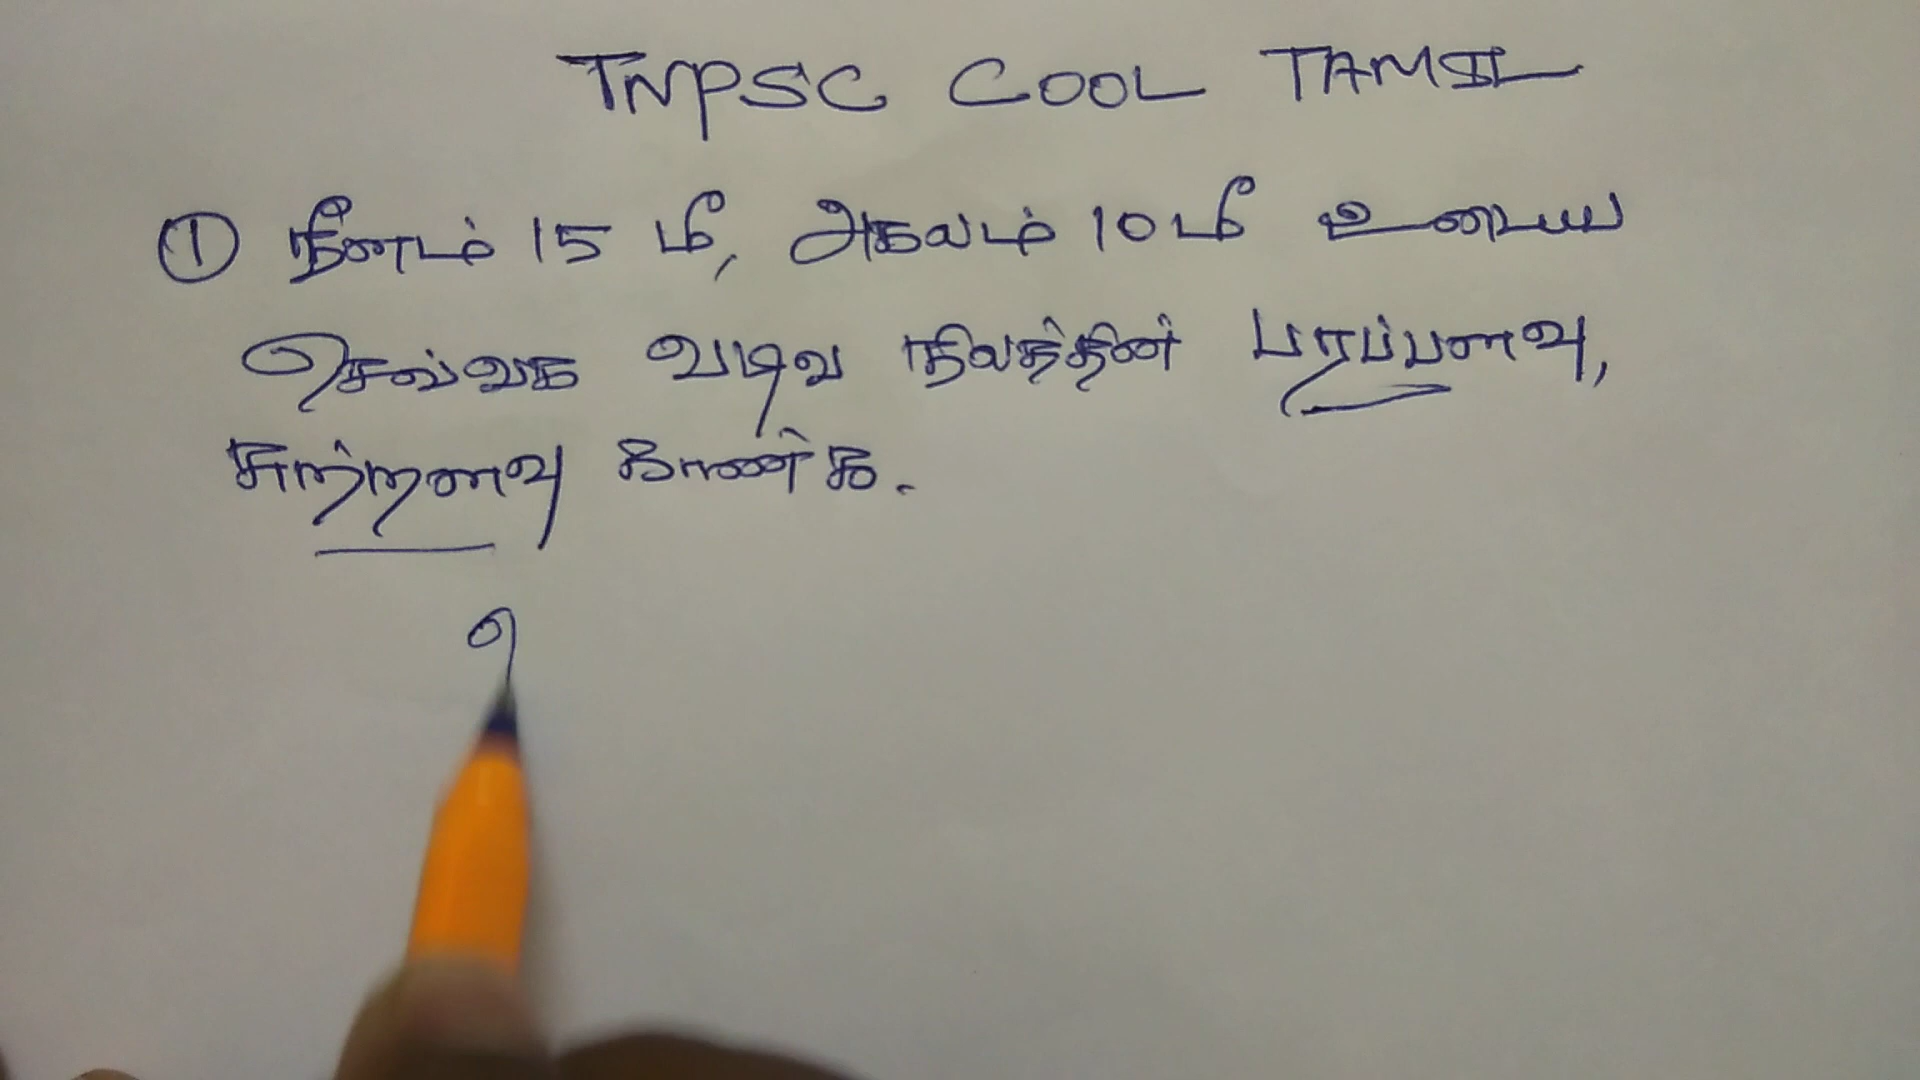 TNPSC COOL TAMIL
① நீளம் 15 மீ, அகலம் 10 மீ உடைய
செவ்வக வடிவ நிலத்தின் பரப்பளவு,
சுற்றளவு காண்க.